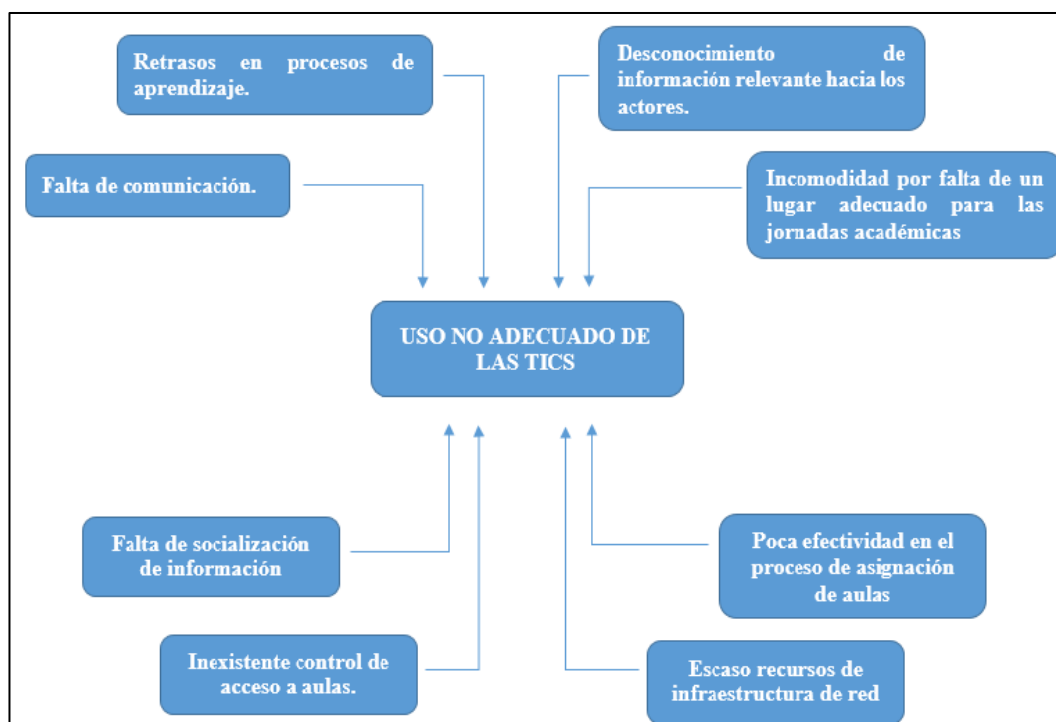 Retrasos en procesos de
aprendizaje.
Desconocimiento de
información relevante hacia los
actores.
Falta de comunicación.
Incomodidad por falta de un
lugar adecuado para las
jornadas académicas
USO NO ADECUADO DE
LAS TICS
Falta de socialización
de información
Poca efectividad en el
proceso de asignación
de aulas
Inexistente control de
acceso a aulas.
Escaso recursos de
infraestructura de red